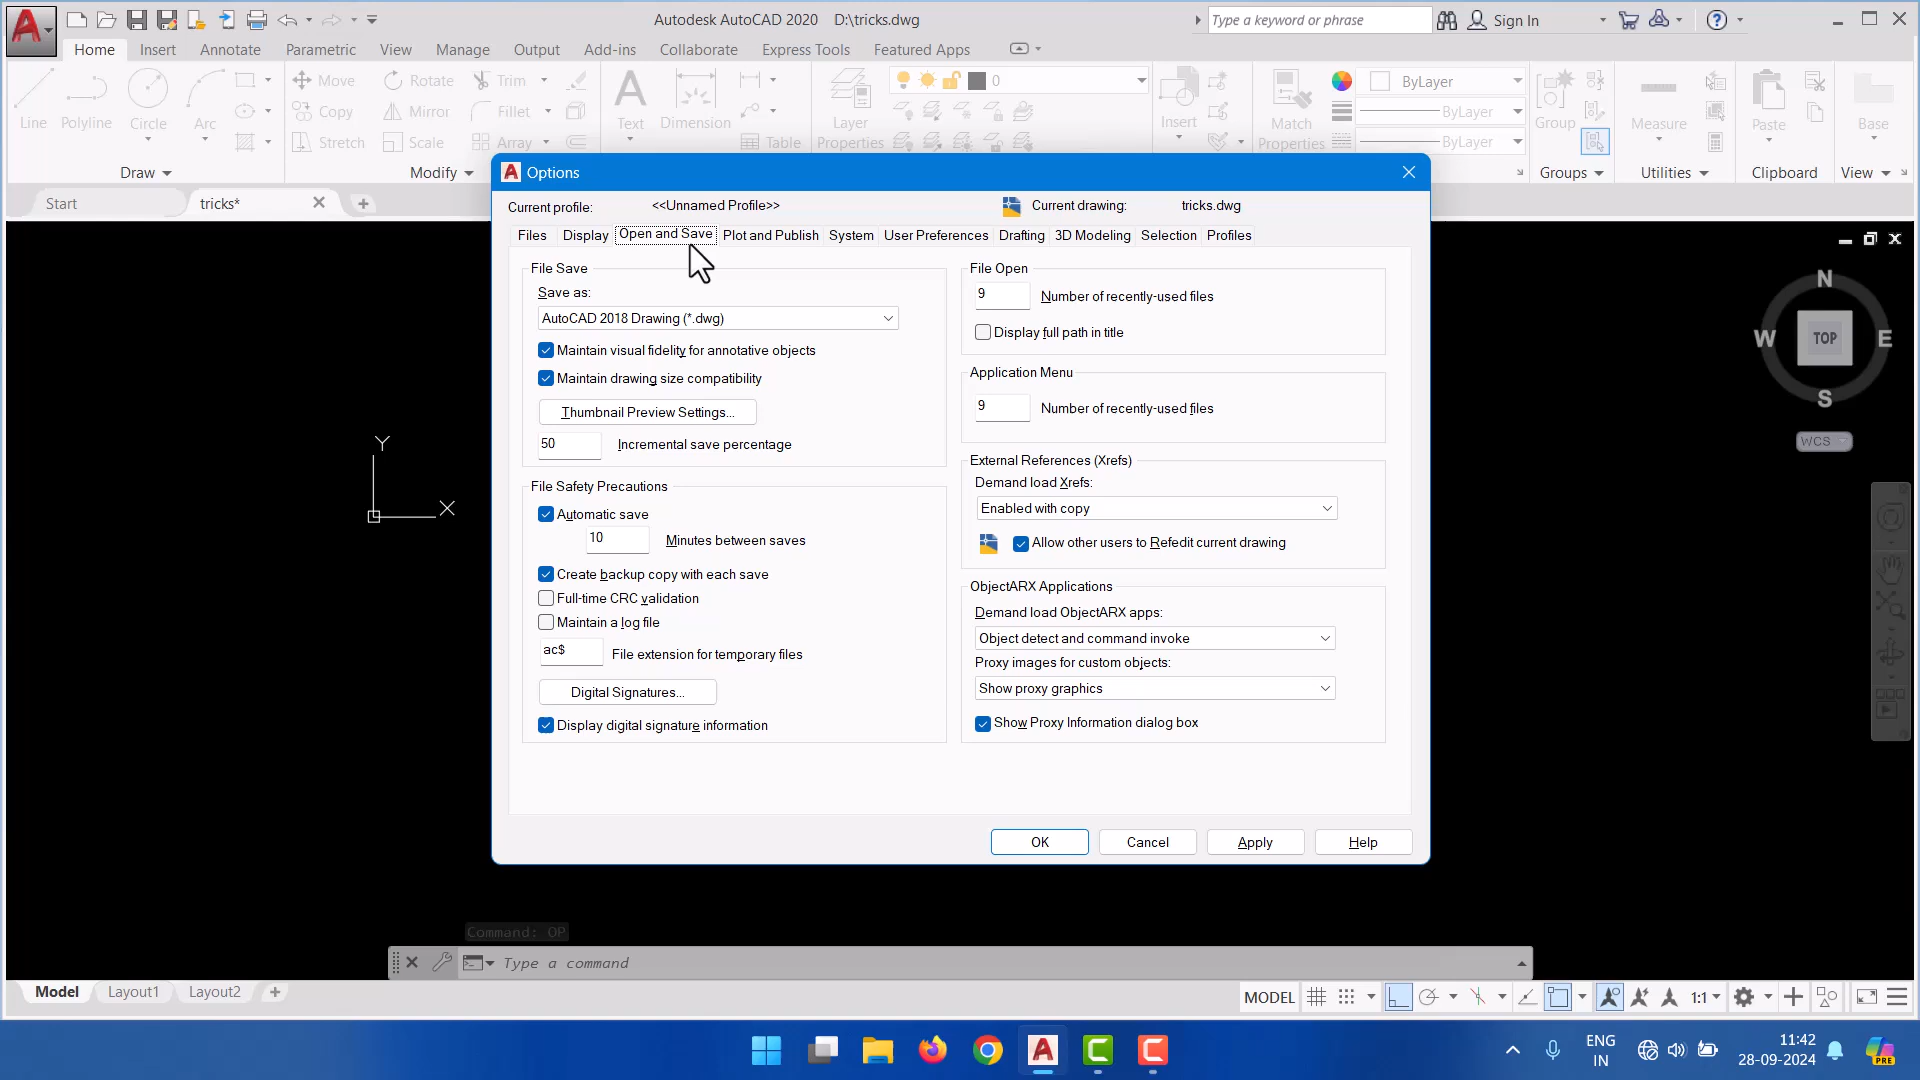 Autodesk AutoCAD 2020 D:\tricks.dwg
Type a keyword or phrase
Sign In
Home Insert Annotate Parametric View Manage Output Add-ins Collaborate Express Tools Featured Apps
Line Polyline Circle Arc
Move Rotate Trim
Copy Mirror Fillet
Stretch Scale Array
Text Dimension Table
Layer Properties
0
Insert
Match Properties
ByLayer
ByLayer
ByLayer
Group
Measure
Paste
Base
Draw Modify Groups Utilities Clipboard View
Start tricks*
Options
Current profile: <<Unnamed Profile>> Current drawing: tricks.dwg
Files Display Open and Save Plot and Publish System User Preferences Drafting 3D Modeling Selection Profiles
File Save
Save as:
AutoCAD 2018 Drawing (*.dwg)
Maintain visual fidelity for annotative objects
Maintain drawing size compatibility
Thumbnail Preview Settings...
50 Incremental save percentage
File Safety Precautions
Automatic save
10 Minutes between saves
Create backup copy with each save
Full-time CRC validation
Maintain a log file
ac$ File extension for temporary files
Digital Signatures...
Display digital signature information
File Open
9 Number of recently-used files
Display full path in title
Application Menu
9 Number of recently-used files
External References (Xrefs)
Demand load Xrefs:
Enabled with copy
Allow other users to Refedit current drawing
ObjectARX Applications
Demand load ObjectARX apps:
Object detect and command invoke
Proxy images for custom objects:
Show proxy graphics
Show Proxy Information dialog box
OK Cancel Apply Help
Y
X
N
W TOP E
S
WCS
Command: OP
Type a command
Model Layout1 Layout2
MODEL 1:1
ENG
IN
11:42
28-09-2024
PRE